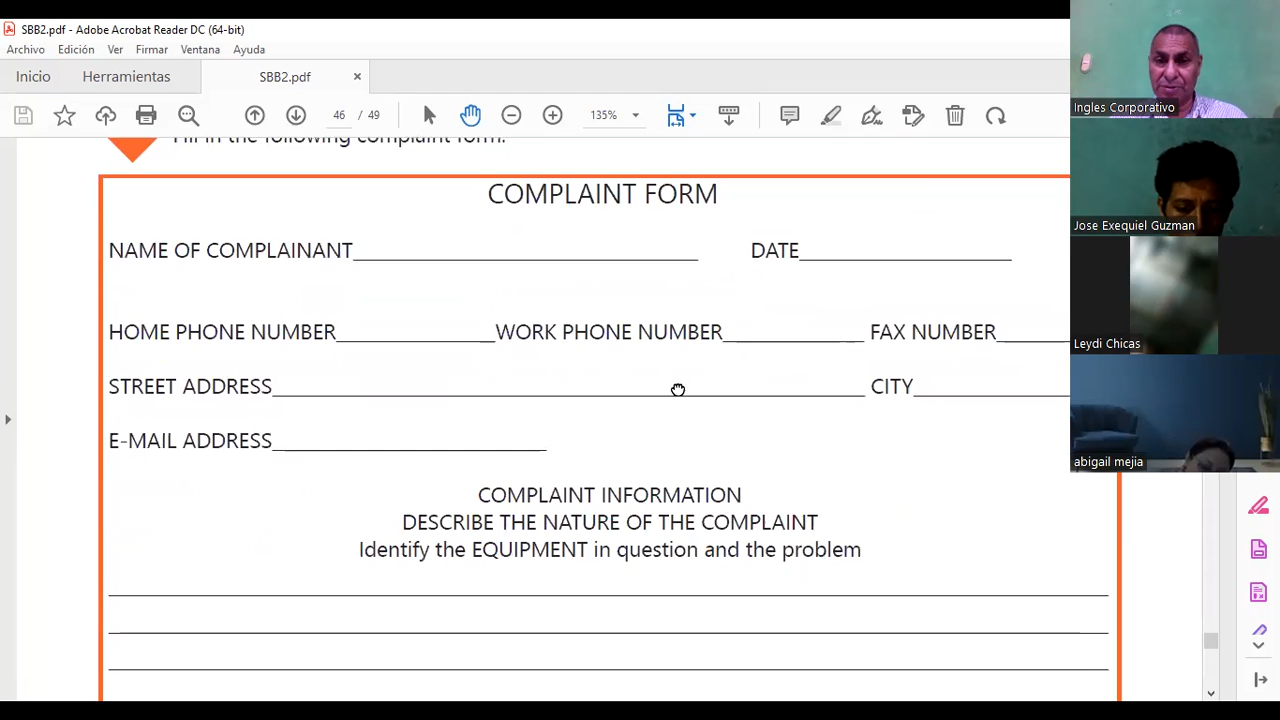 SBB2.pdf - Adobe Acrobat Reader DC (64-bit)
Archivo Edición Ver Firmar Ventana Ayuda
Inicio Herramientas SBB2.pdf ×
46 / 49 135%
Fill in the following complaint form.
COMPLAINT FORM
NAME OF COMPLAINANT DATE
HOME PHONE NUMBER WORK PHONE NUMBER FAX NUMBER
STREET ADDRESS CITY
E-MAIL ADDRESS
COMPLAINT INFORMATION
DESCRIBE THE NATURE OF THE COMPLAINT
Identify the EQUIPMENT in question and the problem
Ingles Corporativo
Jose Exequiel Guzman
Leydi Chicas
abigail mejia